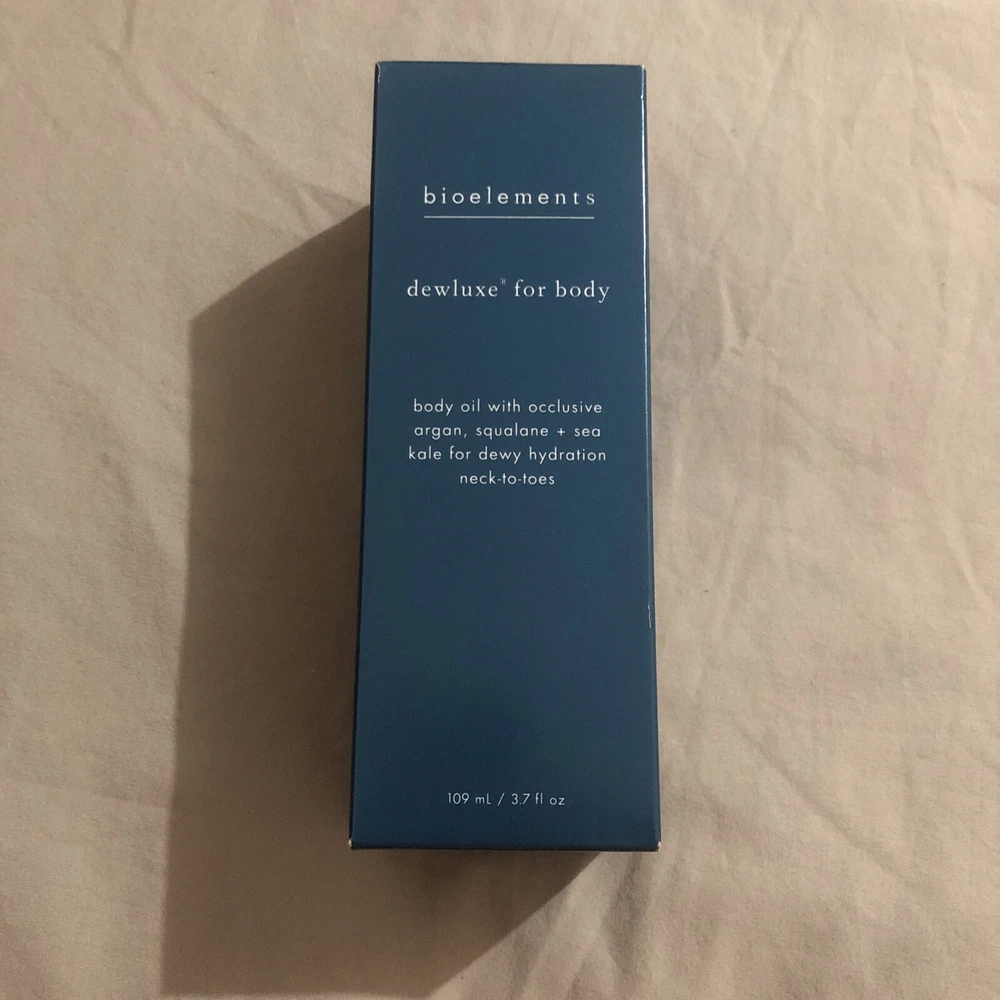 bioelements
dewluxe® for body
body oil with occlusive
argan, squalane + sea
kale for dewy hydration
neck-to-toes
109 mL / 3.7 fl oz